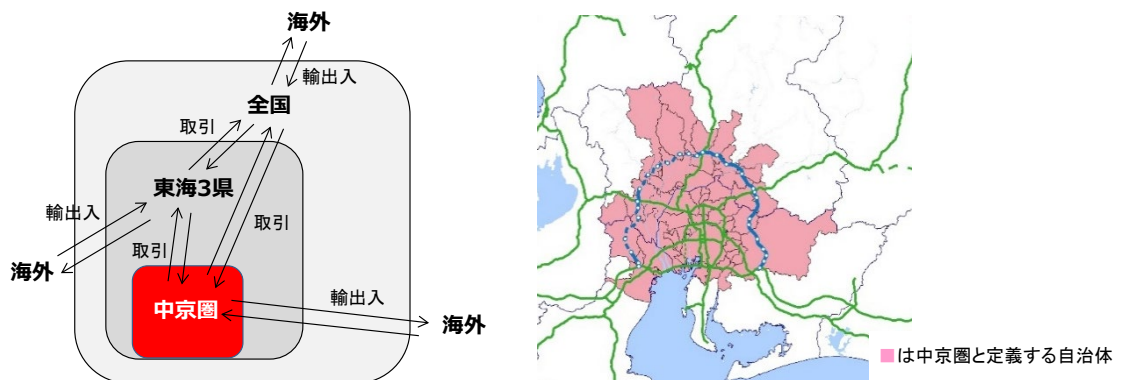 海外
輸出入
全国
取引
東海3県
輸出入
取引
取引
海外
中京圏
輸出入
海外
■は中京圏と定義する自治体